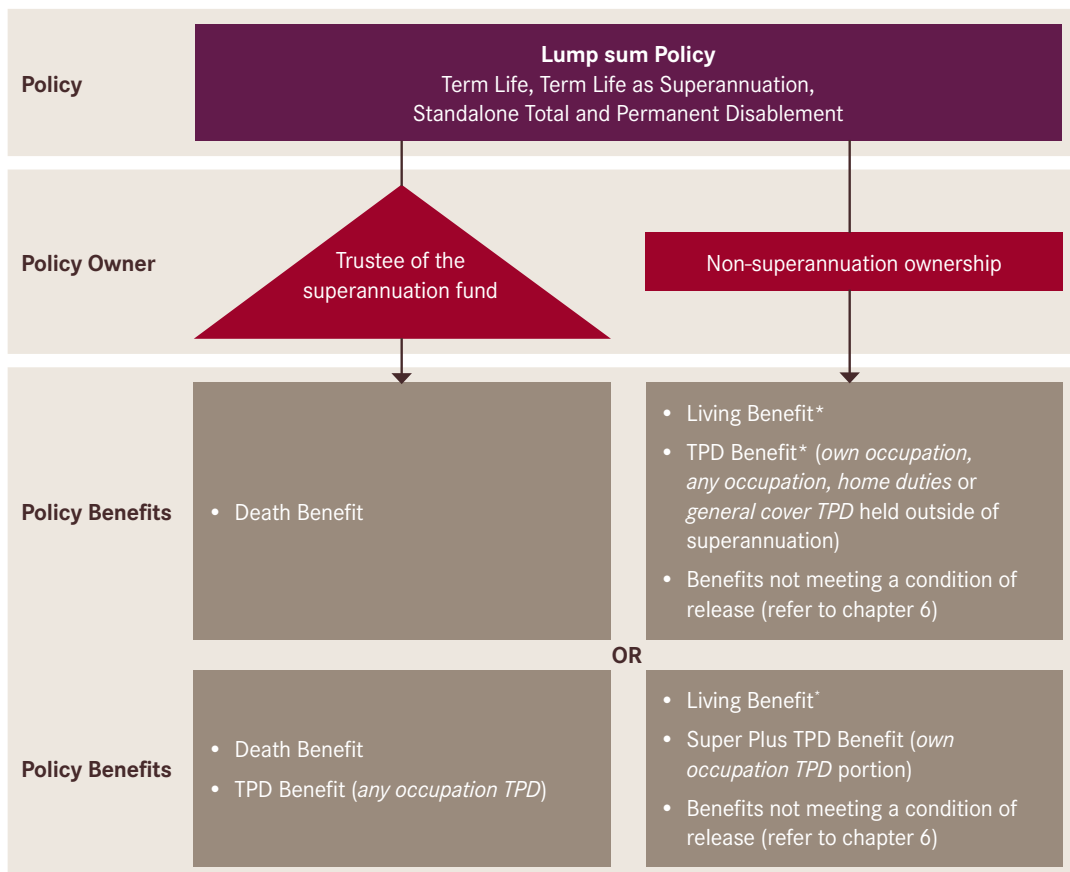 Policy
Lump sum Policy
Term Life, Term Life as Superannuation,
Standalone Total and Permanent Disablement
Policy Owner
Trustee of the
superannuation fund
Non-superannuation ownership
Policy Benefits
• Death Benefit
• Living Benefit*
• TPD Benefit* (own occupation,
any occupation, home duties or
general cover TPD held outside of
superannuation)
• Benefits not meeting a condition of
release (refer to chapter 6)
OR
Policy Benefits
• Death Benefit
• TPD Benefit (any occupation TPD)
• Living Benefit*
• Super Plus TPD Benefit (own
occupation TPD portion)
• Benefits not meeting a condition of
release (refer to chapter 6)